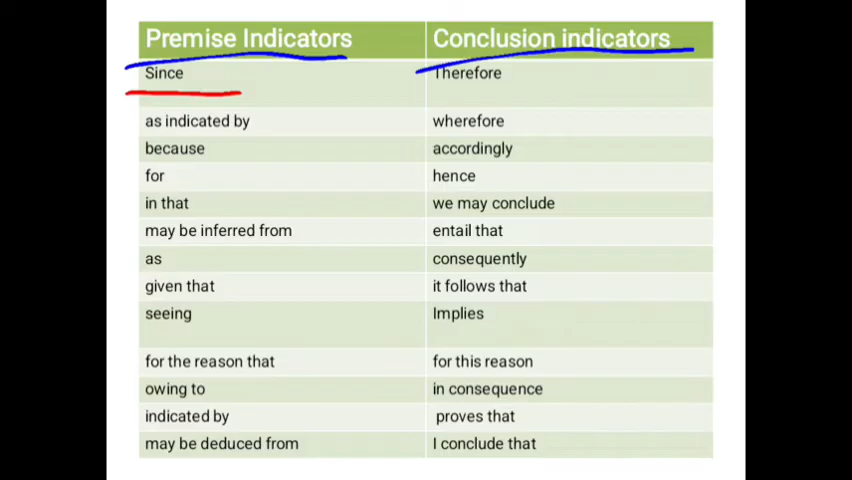 Premise Indicators Conclusion indicators
Since Therefore
as indicated by wherefore
because accordingly
for hence
in that we may conclude
may be inferred from entail that
as consequently
given that it follows that
seeing Implies
for the reason that for this reason
owing to in consequence
indicated by proves that
may be deduced from I conclude that